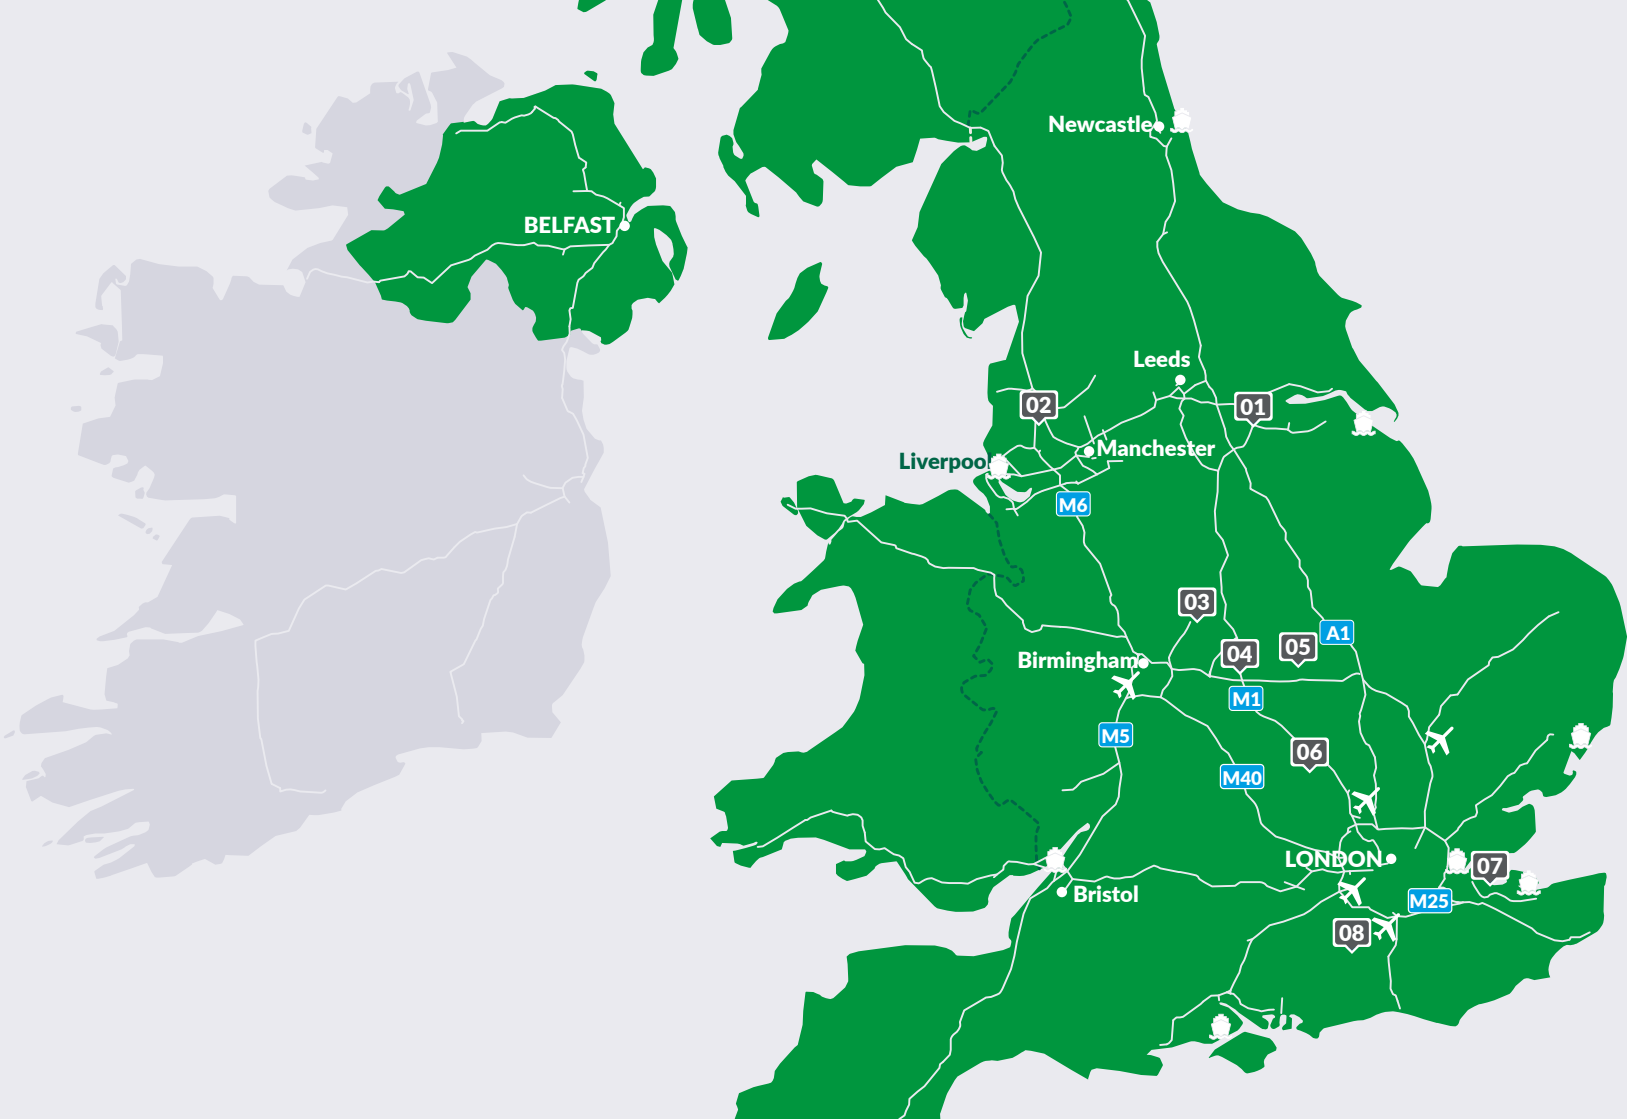 Newcastle
BELFAST
Leeds
02
01
Manchester
Liverpool
M6
03
A1
05
04
Birmingham
M1
M5
06
M40
LONDON
07
Bristol
M25
08